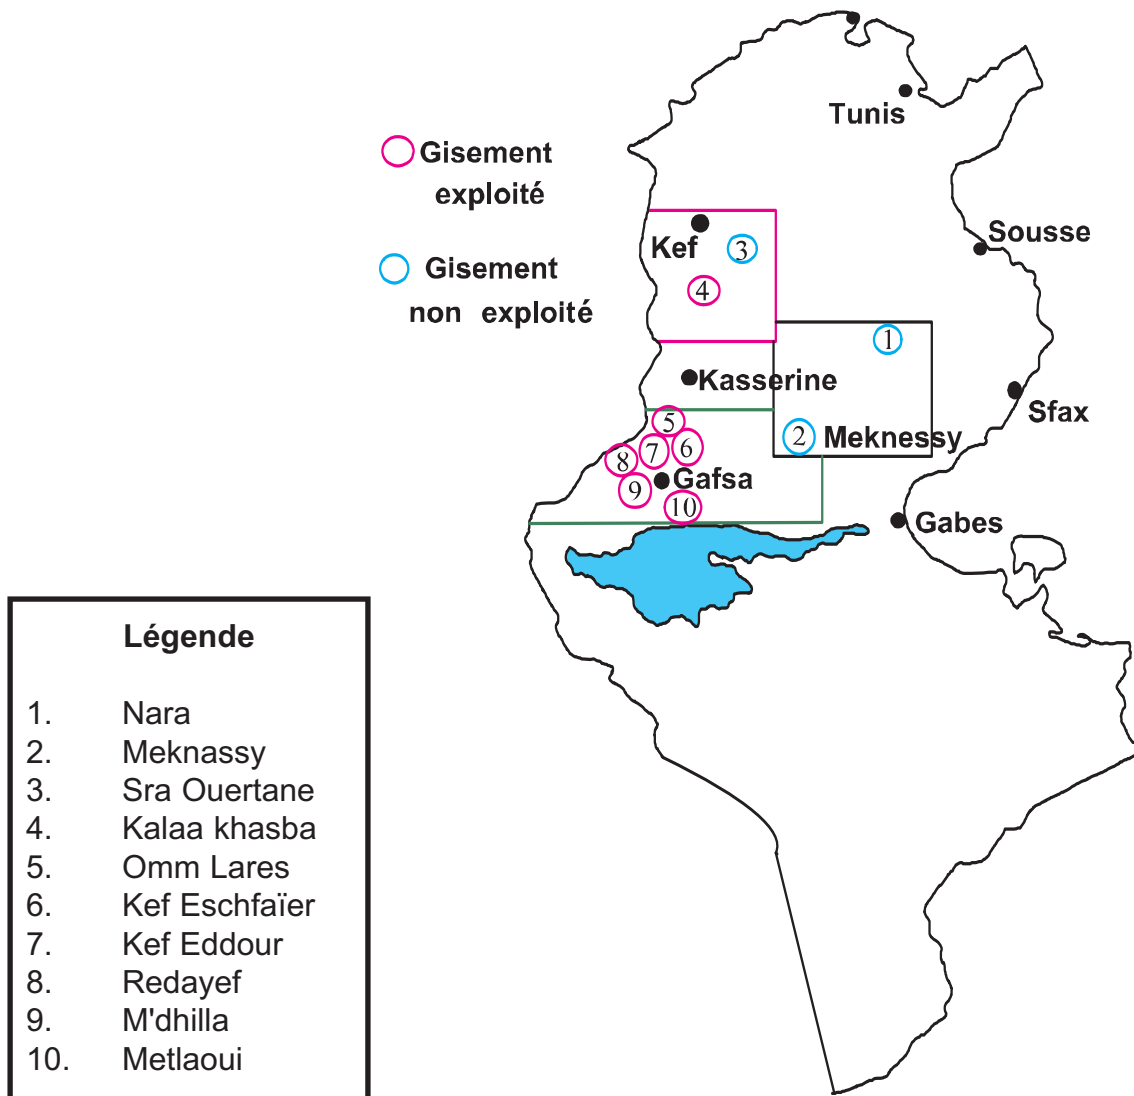 Tunis
Gisement
exploité
Kef
3
Sousse
Gisement
non exploité
4
1
Kasserine
Sfax
5
2
Meknessy
6
7
8
Gafsa
9
10
Gabes
Légende
1. Nara
2. Meknassy
3. Sra Ouertane
4. Kalaa khasba
5. Omm Lares
6. Kef Eschfaïer
7. Kef Eddour
8. Redayef
9. M'dhilla
10. Metlaoui